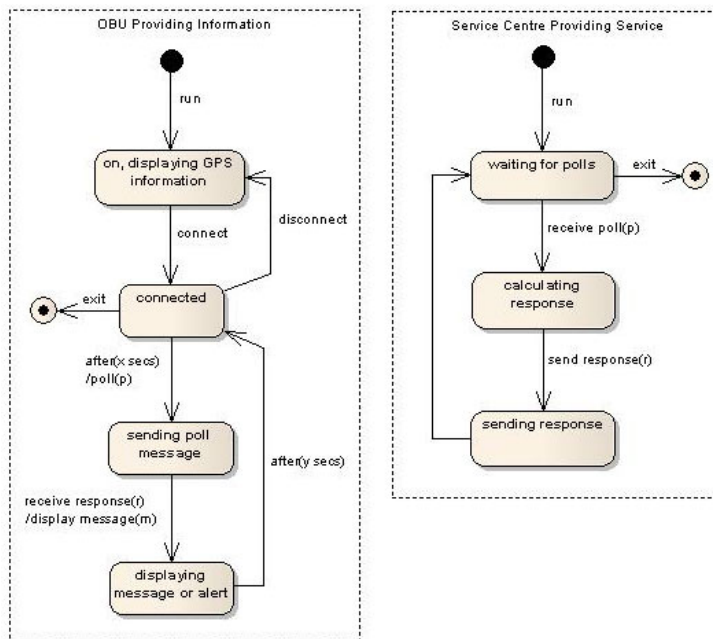 OBU Providing Information
run
on, displaying GPS
information
connect
disconnect
exit
connected
after(x secs)
/poll(p)
sending poll
message
after(y secs)
receive response(r)
/display message(m)
displaying
message or alert
Service Centre Providing Service
run
waiting for polls
exit
receive poll(p)
calculating
response
send response(r)
sending response